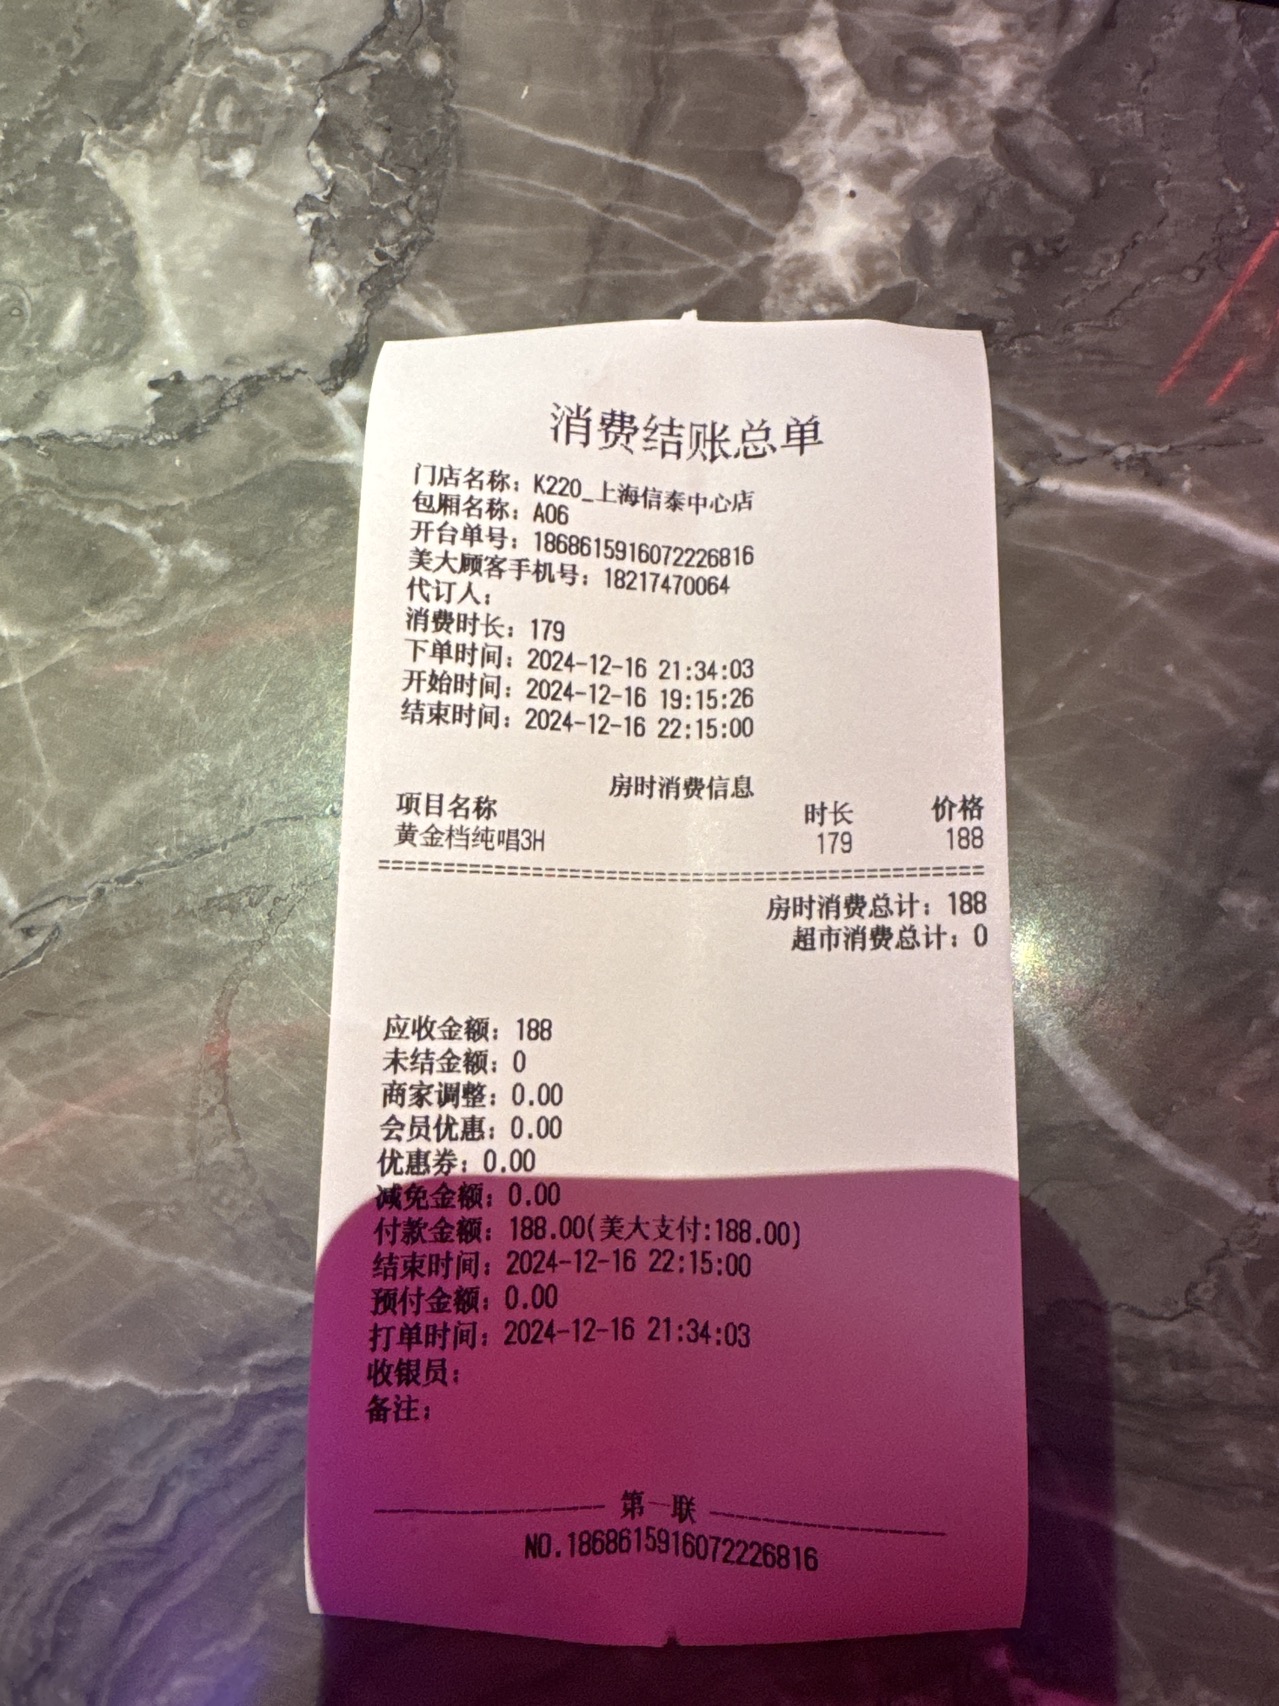 消费结账总单
门店名称：K220_上海信泰中心店
包厢名称：A06
开台单号：1868615916072226816
美大顾客手机号：18217470064
代订人：
消费时长：179
下单时间：2024-12-16 21:34:03
开始时间：2024-12-16 19:15:26
结束时间：2024-12-16 22:15:00
房时消费信息
项目名称 时长 价格
黄金档纯唱3H 179 188
================================================
房时消费总计：188
超市消费总计：0
应收金额：188
未结金额：0
商家调整：0.00
会员优惠：0.00
优惠券：0.00
减免金额：0.00
付款金额：188.00(美大支付:188.00)
结束时间：2024-12-16 22:15:00
预付金额：0.00
打单时间：2024-12-16 21:34:03
收银员：
备注：
第一联
NO.1868615916072226816